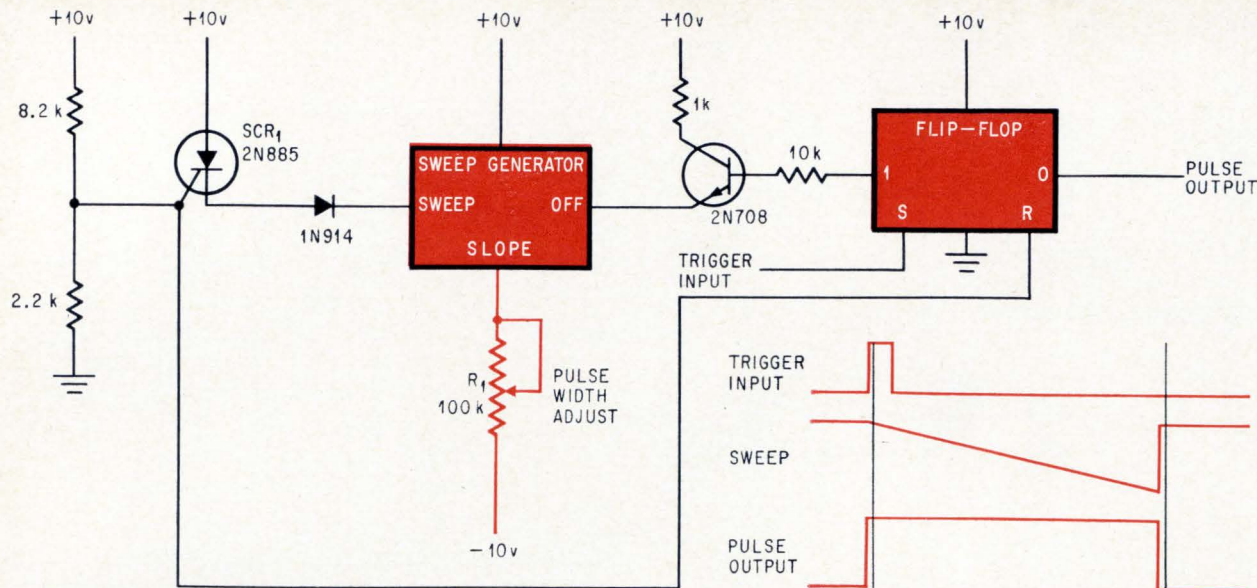 +10v
+10v
+10v
+10v
+10v
8.2 k
SCR1
2N885
1k
SWEEP GENERATOR
SWEEP
OFF
SLOPE
1N914
10k
2N708
FLIP-FLOP
1
0
S
R
PULSE
OUTPUT
TRIGGER
INPUT
2.2 k
R1
100 k
PULSE
WIDTH
ADJUST
-10v
TRIGGER
INPUT
SWEEP
PULSE
OUTPUT